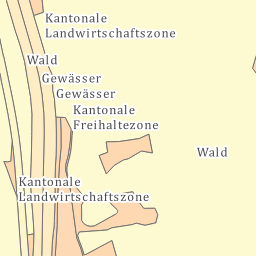 Kantonale
Landwirtschaftszone
Wald
Gewässer
Gewässer
Kantonale
Freihaltezone
Wald
Kantonale
Landwirtschaftszone